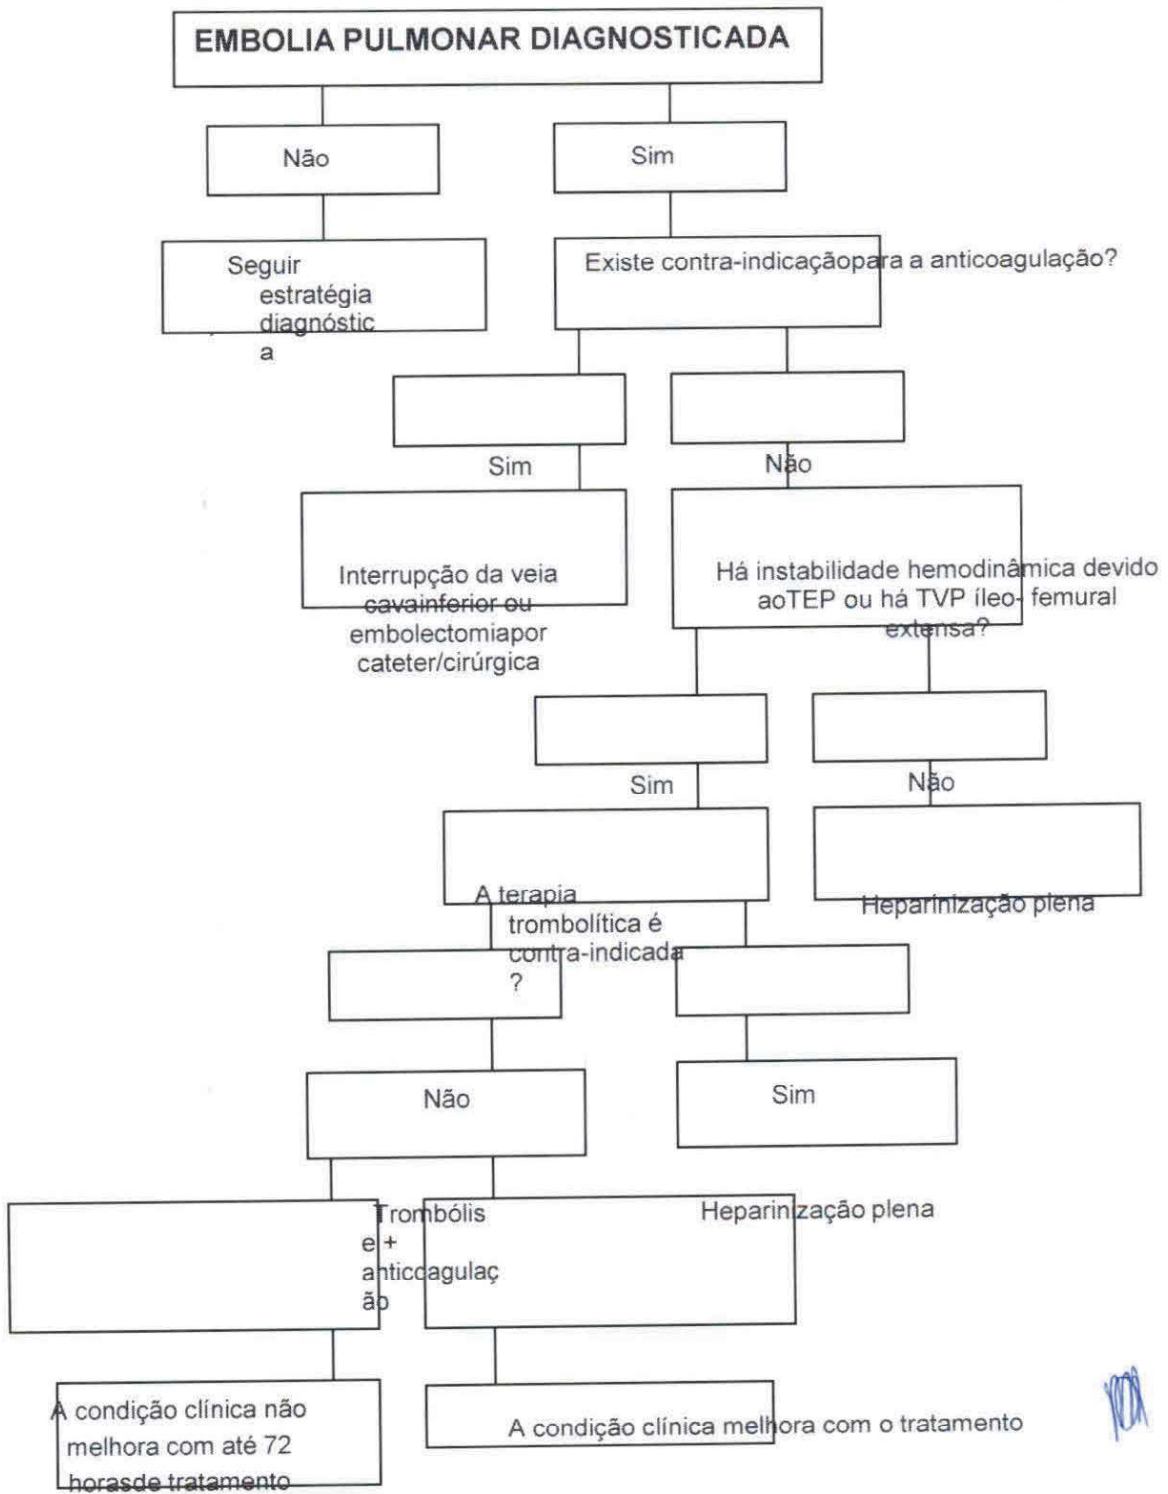 EMBOLIA PULMONAR DIAGNOSTICADA
Não
Sim
Seguir
estratégia
diagnóstic
a
Existe contra-indicaçãopara a anticoagulação?
Sim
Não
Interrupção da veia
cavainferior ou
embolectomiapor
cateter/cirúrgica
Há instabilidade hemodinâmica devido
aoTEP ou há TVP íleo- femural
extensa?
Sim
Não
A terapia
trombolítica é
contra-indicada
?
Heparinização plena
Não
Sim
Trombólis
e +
anticoagulaç
ão
Heparinização plena
A condição clínica não
melhora com até 72
horasde tratamento
A condição clínica melhora com o tratamento